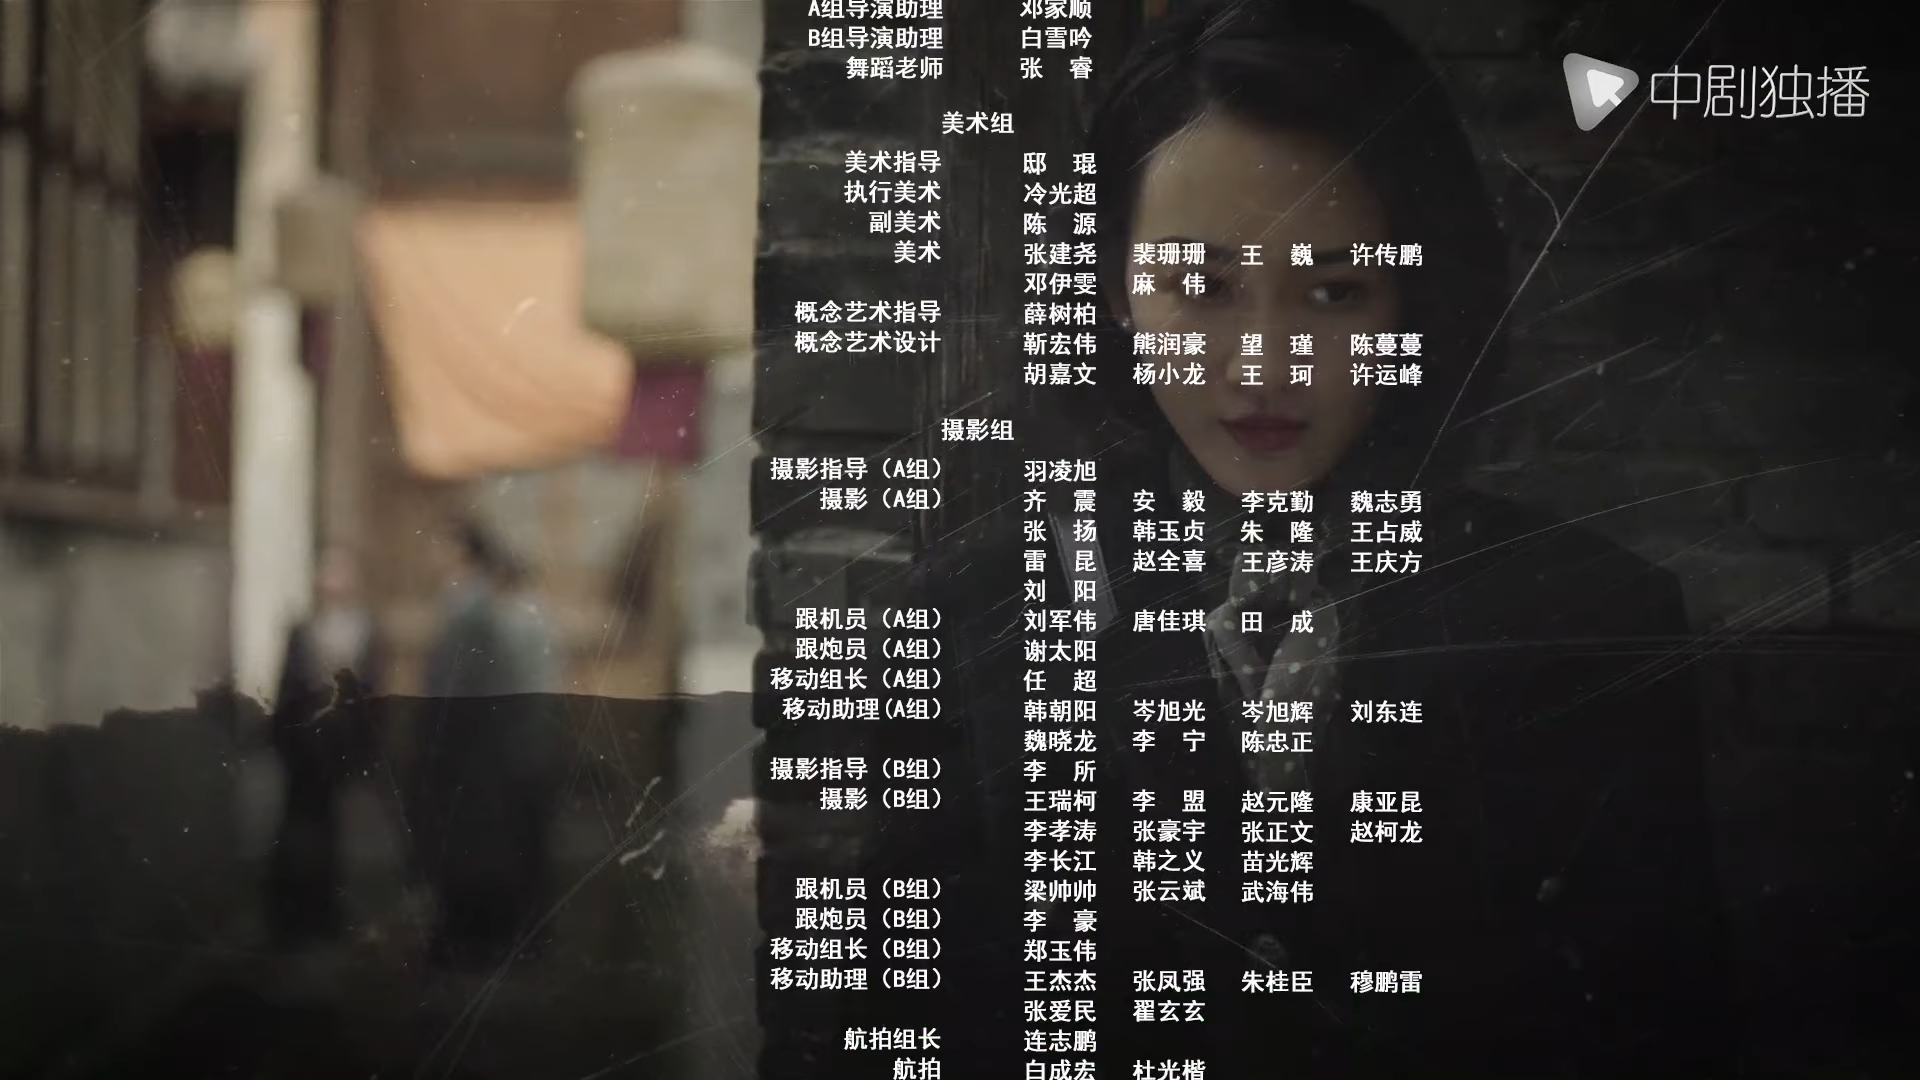 A组导演助理 邓家顺
B组导演助理 白雪吟
舞蹈老师 张 睿
中剧独播
美术组
美术指导 邸 琨
执行美术 冷光超
副美术 陈 源
美术 张建尧 裴珊珊 王 巍 许传鹏
邓伊雯 麻 伟
概念艺术指导 薛树柏
概念艺术设计 靳宏伟 熊润豪 望 瑾 陈蔓蔓
胡嘉文 杨小龙 王 珂 许运峰
摄影组
摄影指导（A组） 羽凌旭
摄影（A组） 齐 震 安 毅 李克勤 魏志勇
张 扬 韩玉贞 朱 隆 王占威
雷 昆 赵全喜 王彦涛 王庆方
刘 阳
跟机员（A组） 刘军伟 唐佳琪 田 成
跟炮员（A组） 谢太阳
移动组长（A组） 任 超
移动助理(A组） 韩朝阳 岑旭光 岑旭辉 刘东连
魏晓龙 李 宁 陈忠正
摄影指导（B组） 李 所
摄影（B组） 王瑞柯 李 盟 赵元隆 康亚昆
李孝涛 张豪宇 张正文 赵柯龙
李长江 韩之义 苗光辉
跟机员（B组） 梁帅帅 张云斌 武海伟
跟炮员（B组） 李 豪
移动组长（B组） 郑玉伟
移动助理（B组） 王杰杰 张凤强 朱桂臣 穆鹏雷
张爱民 翟玄玄
航拍组长 连志鹏
航拍 白成宏 杜光楷